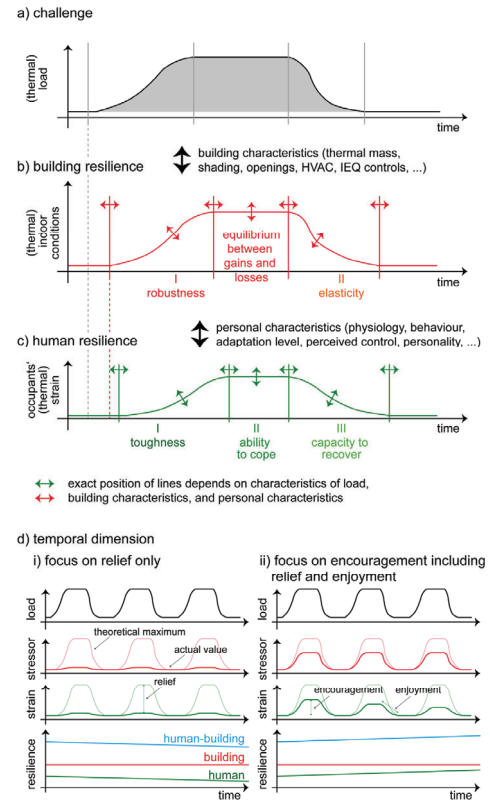 a) challenge
(thermal)
load
time
b) building resilience
building characteristics (thermal mass,
shading, openings, HVAC, IEQ controls, ...)
(thermal)
indoor
conditions
equilibrium
between
gains and
losses
I
robustness
II
elasticity
time
c) human resilience
personal characteristics (physiology, behaviour,
adaptation level, perceived control, personality, ...)
occupants'
(thermal)
strain
time
I
toughness
II
ability
to cope
III
capacity to
recover
exact position of lines depends on characteristics of load,
building characteristics, and personal characteristics
d) temporal dimension
i) focus on relief only
load
theoretical maximum
actual value
stressor
relief
strain
human-building
building
human
resilience
time
ii) focus on encouragement including
relief and enjoyment
load
stressor
encouragement
enjoyment
strain
resilience
time